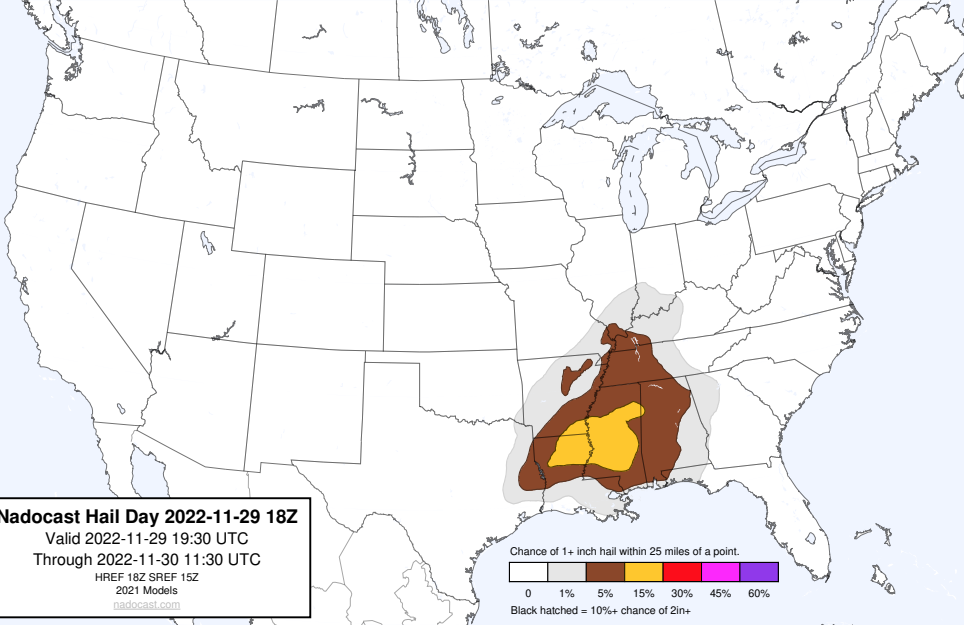 Nadocast Hail Day 2022-11-29 18Z
Valid 2022-11-29 19:30 UTC
Through 2022-11-30 11:30 UTC
HREF 18Z SREF 15Z
2021 Models
nadocast.com
Chance of 1+ inch hail within 25 miles of a point.
0 1% 5% 15% 30% 45% 60%
Black hatched = 10%+ chance of 2in+